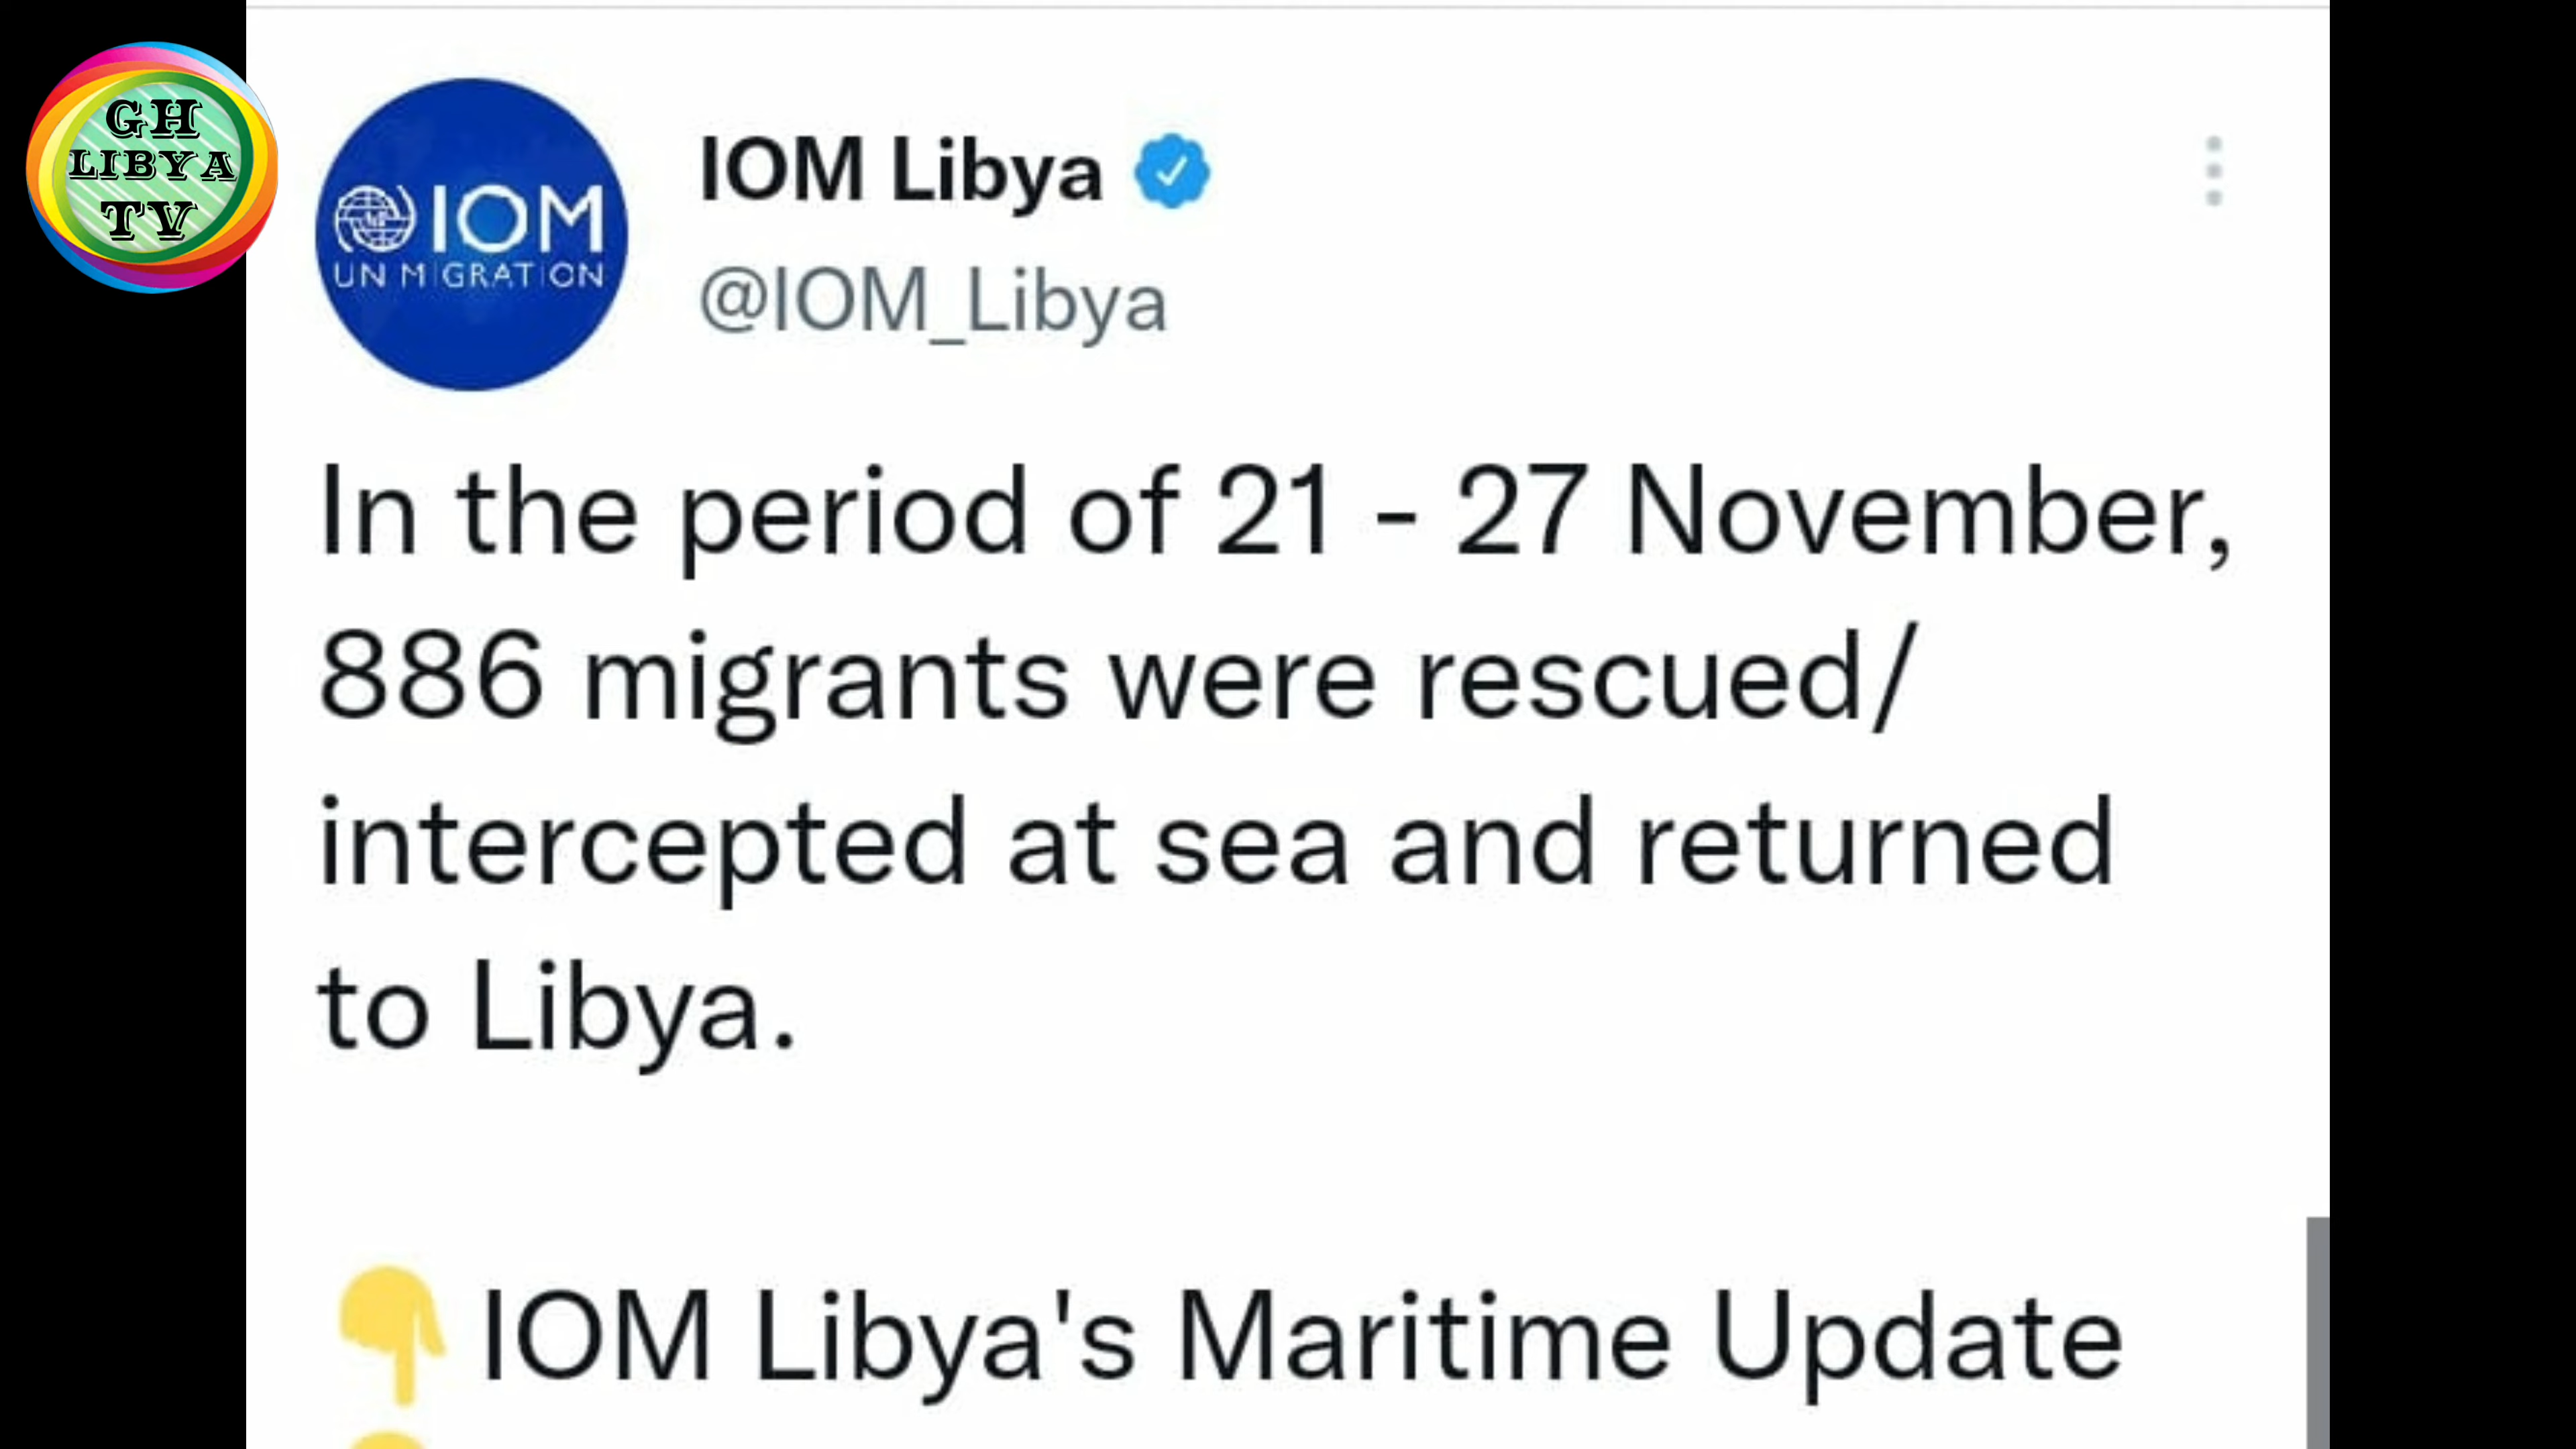 GH
LIBYA
TV
IOM
UN MIGRATION
IOM Libya
@IOM_Libya
In the period of 21 - 27 November,
886 migrants were rescued/
intercepted at sea and returned
to Libya.
👇 IOM Libya's Maritime Update